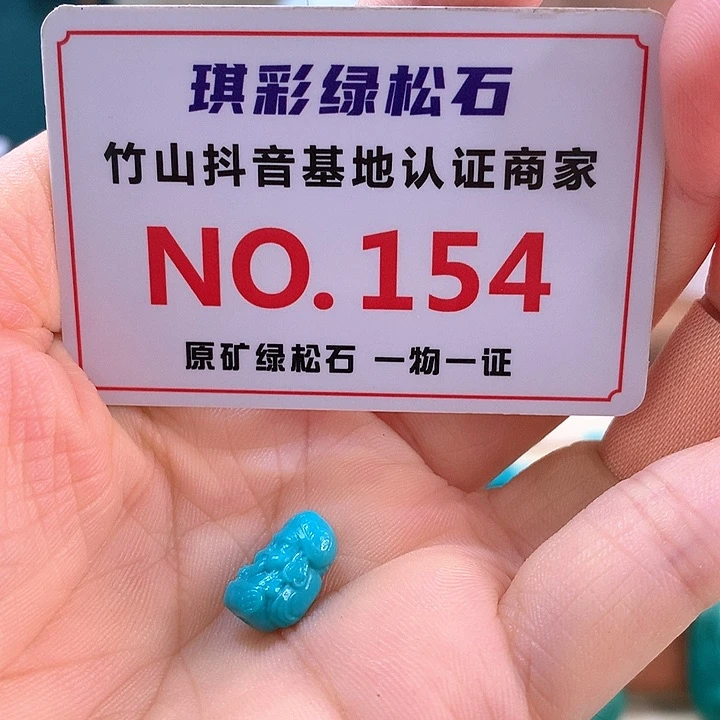 琪彩绿松石
竹山抖音基地认证商家
NO.154
原矿绿松石 一物一证